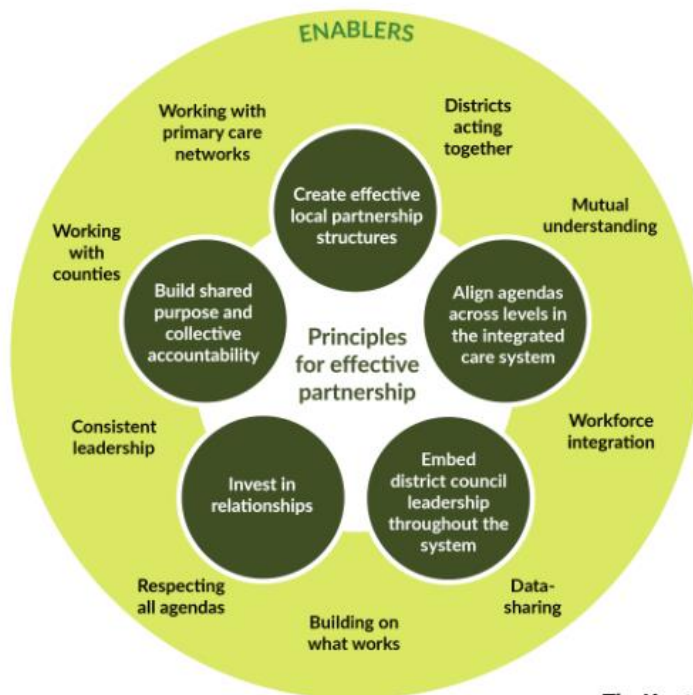 ENABLERS
Working with
primary care
networks
Districts
acting
together
Mutual
understanding
Workforce
integration
Data-
sharing
Building on
what works
Respecting
all agendas
Consistent
leadership
Working
with
counties
Create effective
local partnership
structures
Align agendas
across levels in
the integrated
care system
Embed
district council
leadership
throughout the
system
Invest in
relationships
Build shared
purpose and
collective
accountability
Principles
for effective
partnership